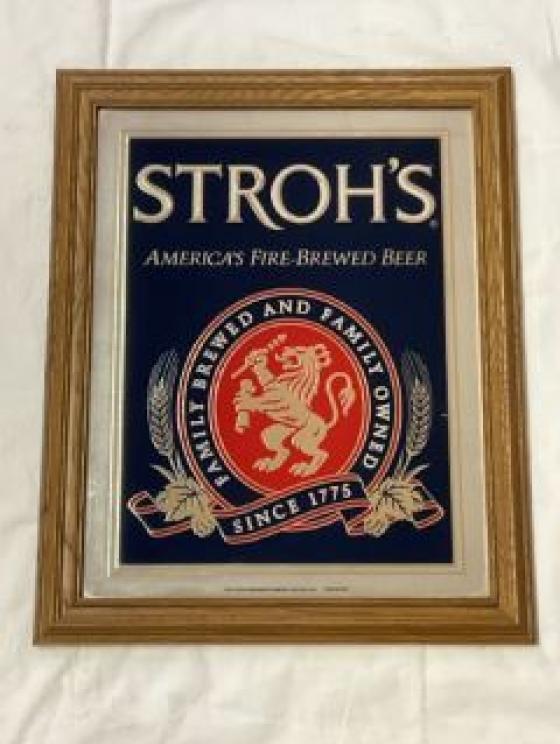 STROH'S
AMERICA'S FIRE-BREWED BEER
FAMILY BREWED AND FAMILY OWNED
SINCE 1775